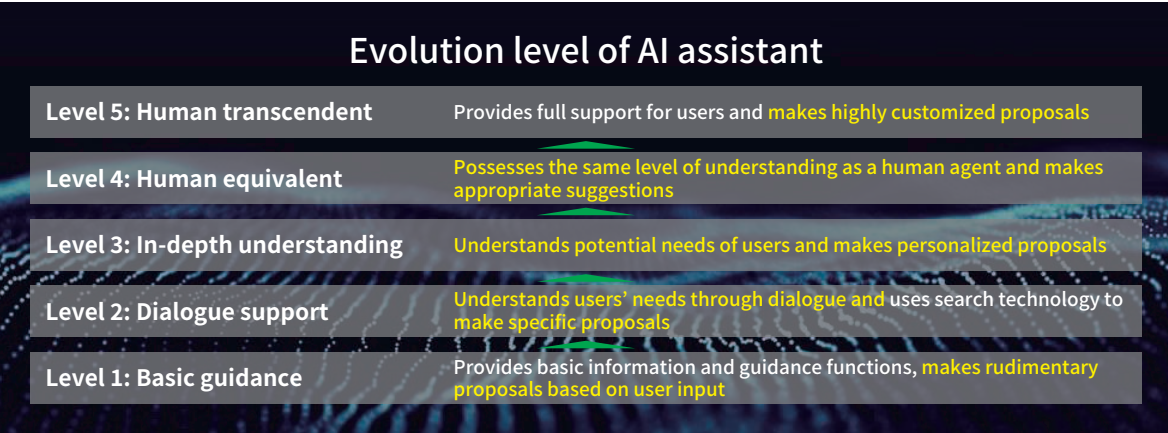 Evolution level of AI assistant
Level 5: Human transcendent
Provides full support for users and makes highly customized proposals
Level 4: Human equivalent
Possesses the same level of understanding as a human agent and makes
appropriate suggestions
Level 3: In-depth understanding
Understands potential needs of users and makes personalized proposals
Level 2: Dialogue support
Understands users’ needs through dialogue and uses search technology to
make specific proposals
Level 1: Basic guidance
Provides basic information and guidance functions, makes rudimentary
proposals based on user input